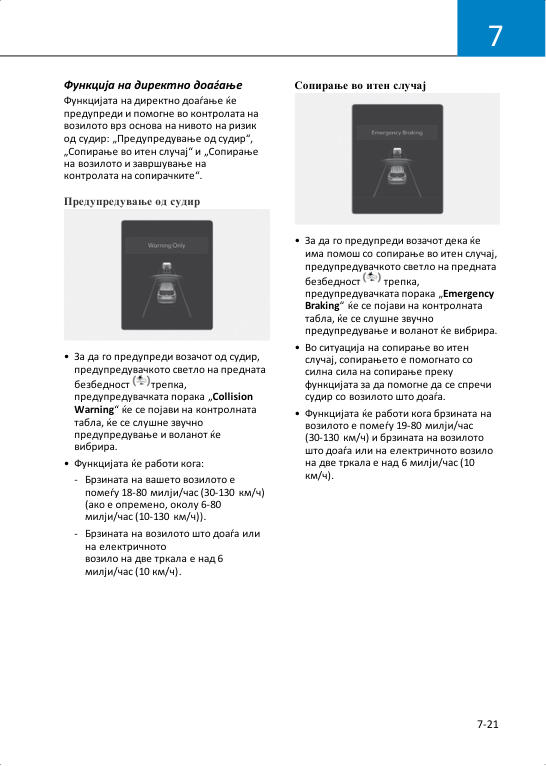 7
Функција на директно доаѓање
Функцијата на директно доаѓање ќе
предупреди и помогне во контролата на
возилото врз основа на нивото на ризик
од судир: „Предупредување од судир“,
„Сопирање во итен случај“ и „Сопирање
на возилото и завршување на
контролата на сопирачките“.
Предупредување од судир
Warning Only
• За да го предупреди возачот од судир,
предупредувачкото светло на предната
безбедност трепка,
предупредувачката порака „Collision
Warning“ ќе се појави на контролната
табла, ќе се слушне звучно
предупредување и воланот ќе
вибрира.
• Функцијата ќе работи кога:
- Брзината на вашето возилото е
помеѓу 18-80 милји/час (30-130 км/ч)
(ако е опремено, околу 6-80
милји/час (10-130 км/ч)).
- Брзината на возилото што доаѓа или
на електричното
возило на две тркала е над 6
милји/час (10 км/ч).
Сопирање во итен случај
Emergency Braking
• За да го предупреди возачот дека ќе
има помош со сопирање во итен случај,
предупредувачкото светло на предната
безбедност трепка,
предупредувачката порака „Emergency
Braking“ ќе се појави на контролната
табла, ќе се слушне звучно
предупредување и воланот ќе вибрира.
• Во ситуација на сопирање во итен
случај, сопирањето е помогнато со
силна сила на сопирање преку
функцијата за да помогне да се спречи
судир со возилото што доаѓа.
• Функцијата ќе работи кога брзината на
возилото е помеѓу 19-80 милји/час
(30-130 км/ч) и брзината на возилото
што доаѓа или на електричното возило
на две тркала е над 6 милји/час (10
км/ч).
7-21